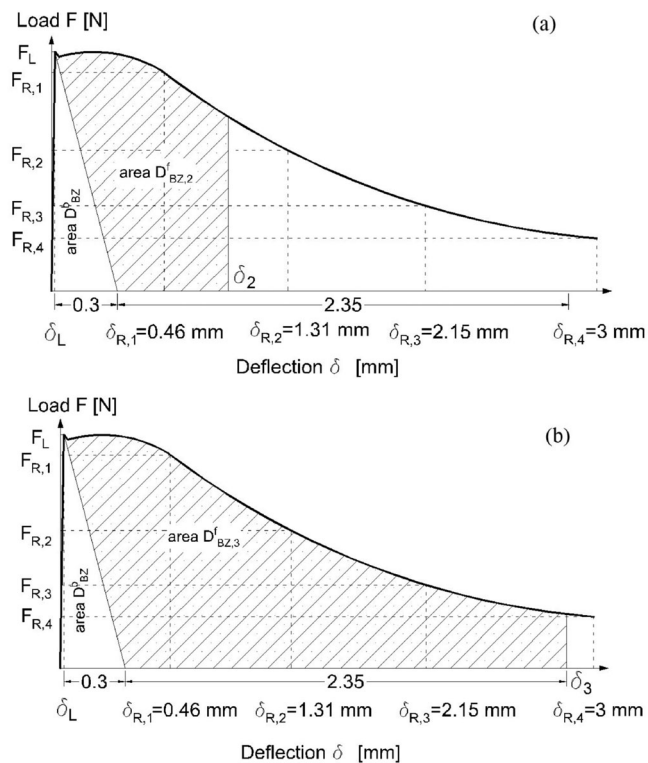 Load F [N]
(a)
F_L
F_R,1
F_R,2
F_R,3
F_R,4
area D^b_BZ
area D^f_BZ,2
δ_2
0.3
2.35
δ_L
δ_R,1=0.46 mm
δ_R,2=1.31 mm
δ_R,3=2.15 mm
δ_R,4=3 mm
Deflection δ [mm]
Load F [N]
(b)
F_L
F_R,1
F_R,2
F_R,3
F_R,4
area D^b_BZ
area D^f_BZ,3
0.3
2.35
δ_3
δ_L
δ_R,1=0.46 mm
δ_R,2=1.31 mm
δ_R,3=2.15 mm
δ_R,4=3 mm
Deflection δ [mm]